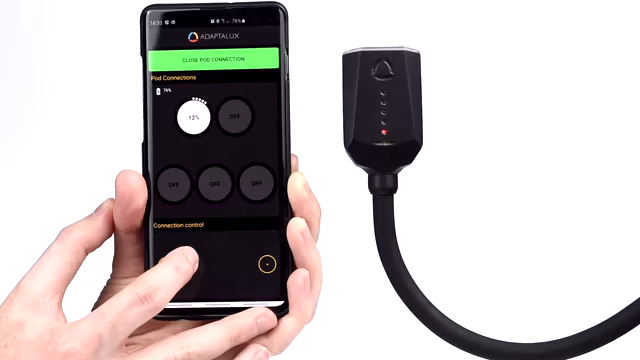 16:33
76%
ADAPTALUX
CLOSE POD CONNECTION
Pod Connections
76%
12%
OFF
OFF
OFF
OFF
Connection control